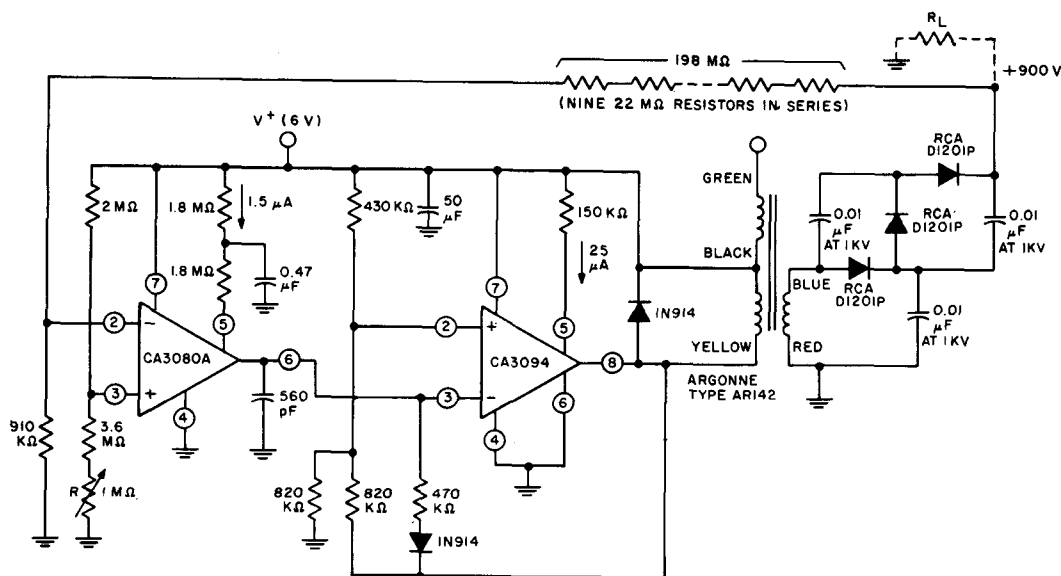 R L
198 MΩ
+900 V
(NINE 22 MΩ RESISTORS IN SERIES)
V+ (6 V)
RCA
D1201P
GREEN
2 MΩ
1.8 MΩ
1.5 μA
430 KΩ
50
μF
150 KΩ
0.01
μF
AT 1KV
RCA
D1201P
0.01
μF
AT 1KV
BLACK
1.8 MΩ
0.47
μF
25
μA
7
7
BLUE
RCA
D1201P
2
−
5
IN914
2
+
5
0.01
μF
AT 1KV
CA3080A
6
CA3094
8
YELLOW
RED
3
+
3
−
ARGONNE
TYPE AR142
4
560
pF
6
4
910
KΩ
3.6
MΩ
R
1 MΩ
820
KΩ
820
KΩ
470
KΩ
IN914